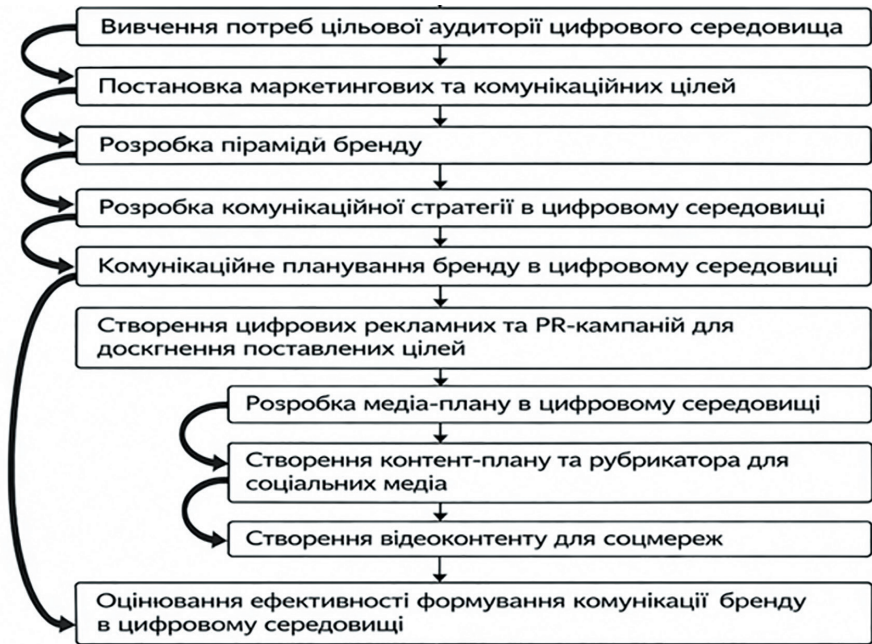 Вивчення потреб цільової аудиторії цифрового середовища
Постановка маркетингових та комунікаційних цілей
Розробка пірамідй бренду
Розробка комунікаційної стратегії в цифровому середовищі
Комунікаційне планування бренду в цифровому середовищі
Створення цифрових рекламних та PR-кампаній для
доскгнення поставлених цілей
Розробка медіа-плану в цифровому середовищі
Створення контент-плану та рубрикатора для
соціальних медіа
Створення відеоконтенту для соцмереж
Оцінювання ефективності формування комунікації бренду
в цифровому середовищі